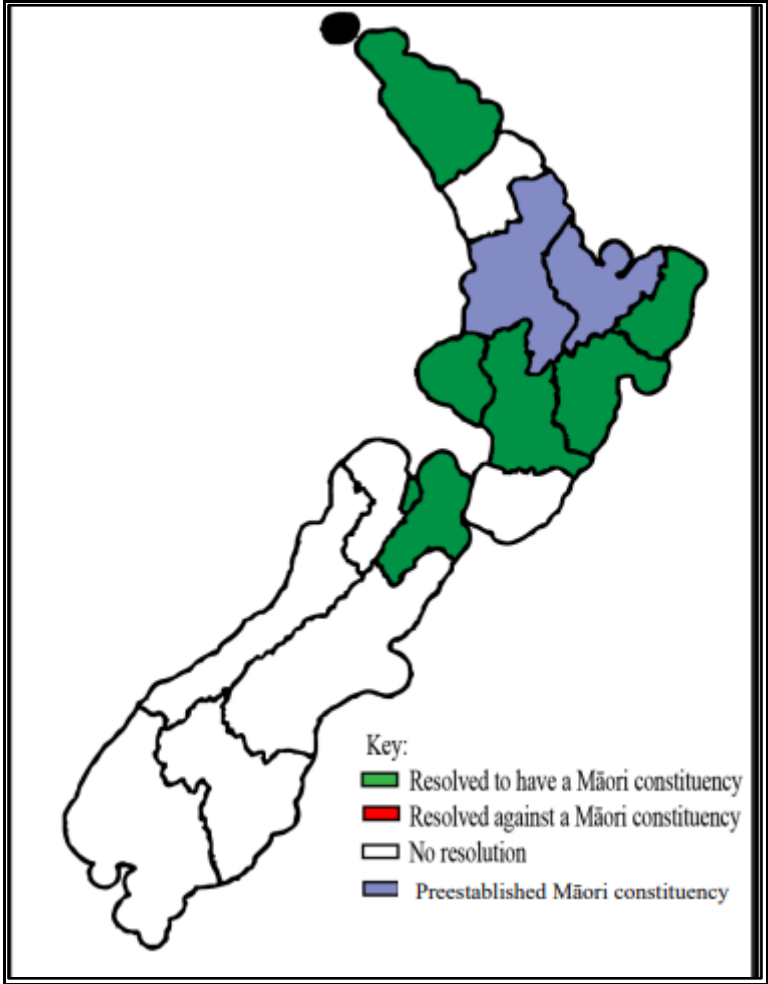 Key:
Resolved to have a Māori constituency
Resolved against a Māori constituency
No resolution
Preestablished Māori constituency